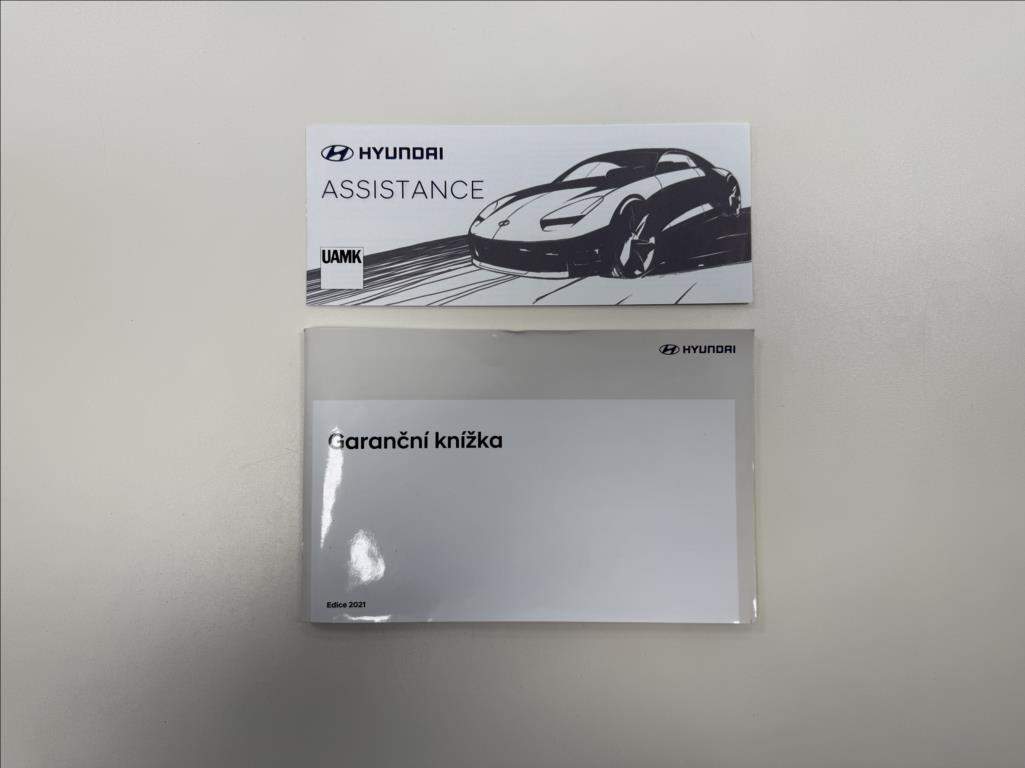 HYUNDAI
ASSISTANCE
UAMK
HYUNDAI
Garanční knížka
Edice 2021